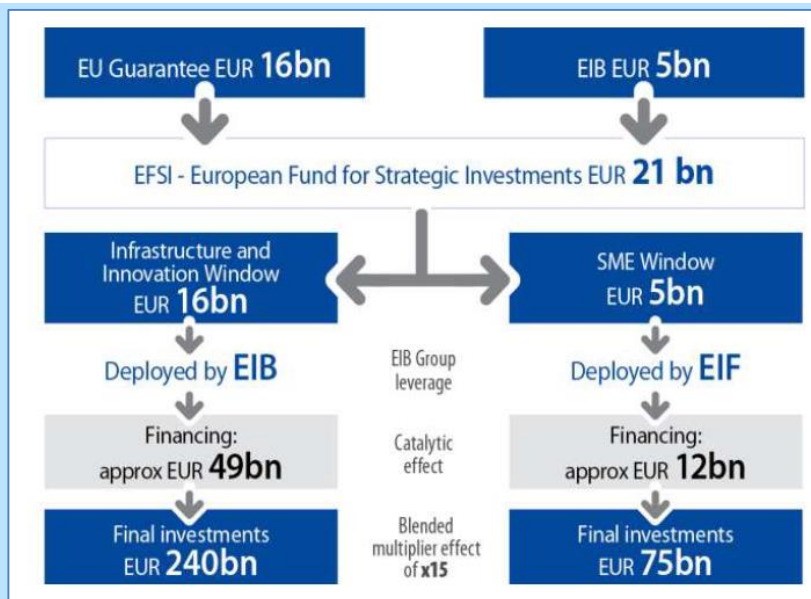 EU Guarantee EUR 16bn
EIB EUR 5bn
EFSI - European Fund for Strategic Investments EUR 21 bn
Infrastructure and
Innovation Window
EUR 16bn
SME Window
EUR 5bn
Deployed by EIB
EIB Group
leverage
Deployed by EIF
Financing:
approx EUR 49bn
Catalytic
effect
Financing:
approx EUR 12bn
Final investments
EUR 240bn
Blended
multiplier effect
of x15
Final investments
EUR 75bn